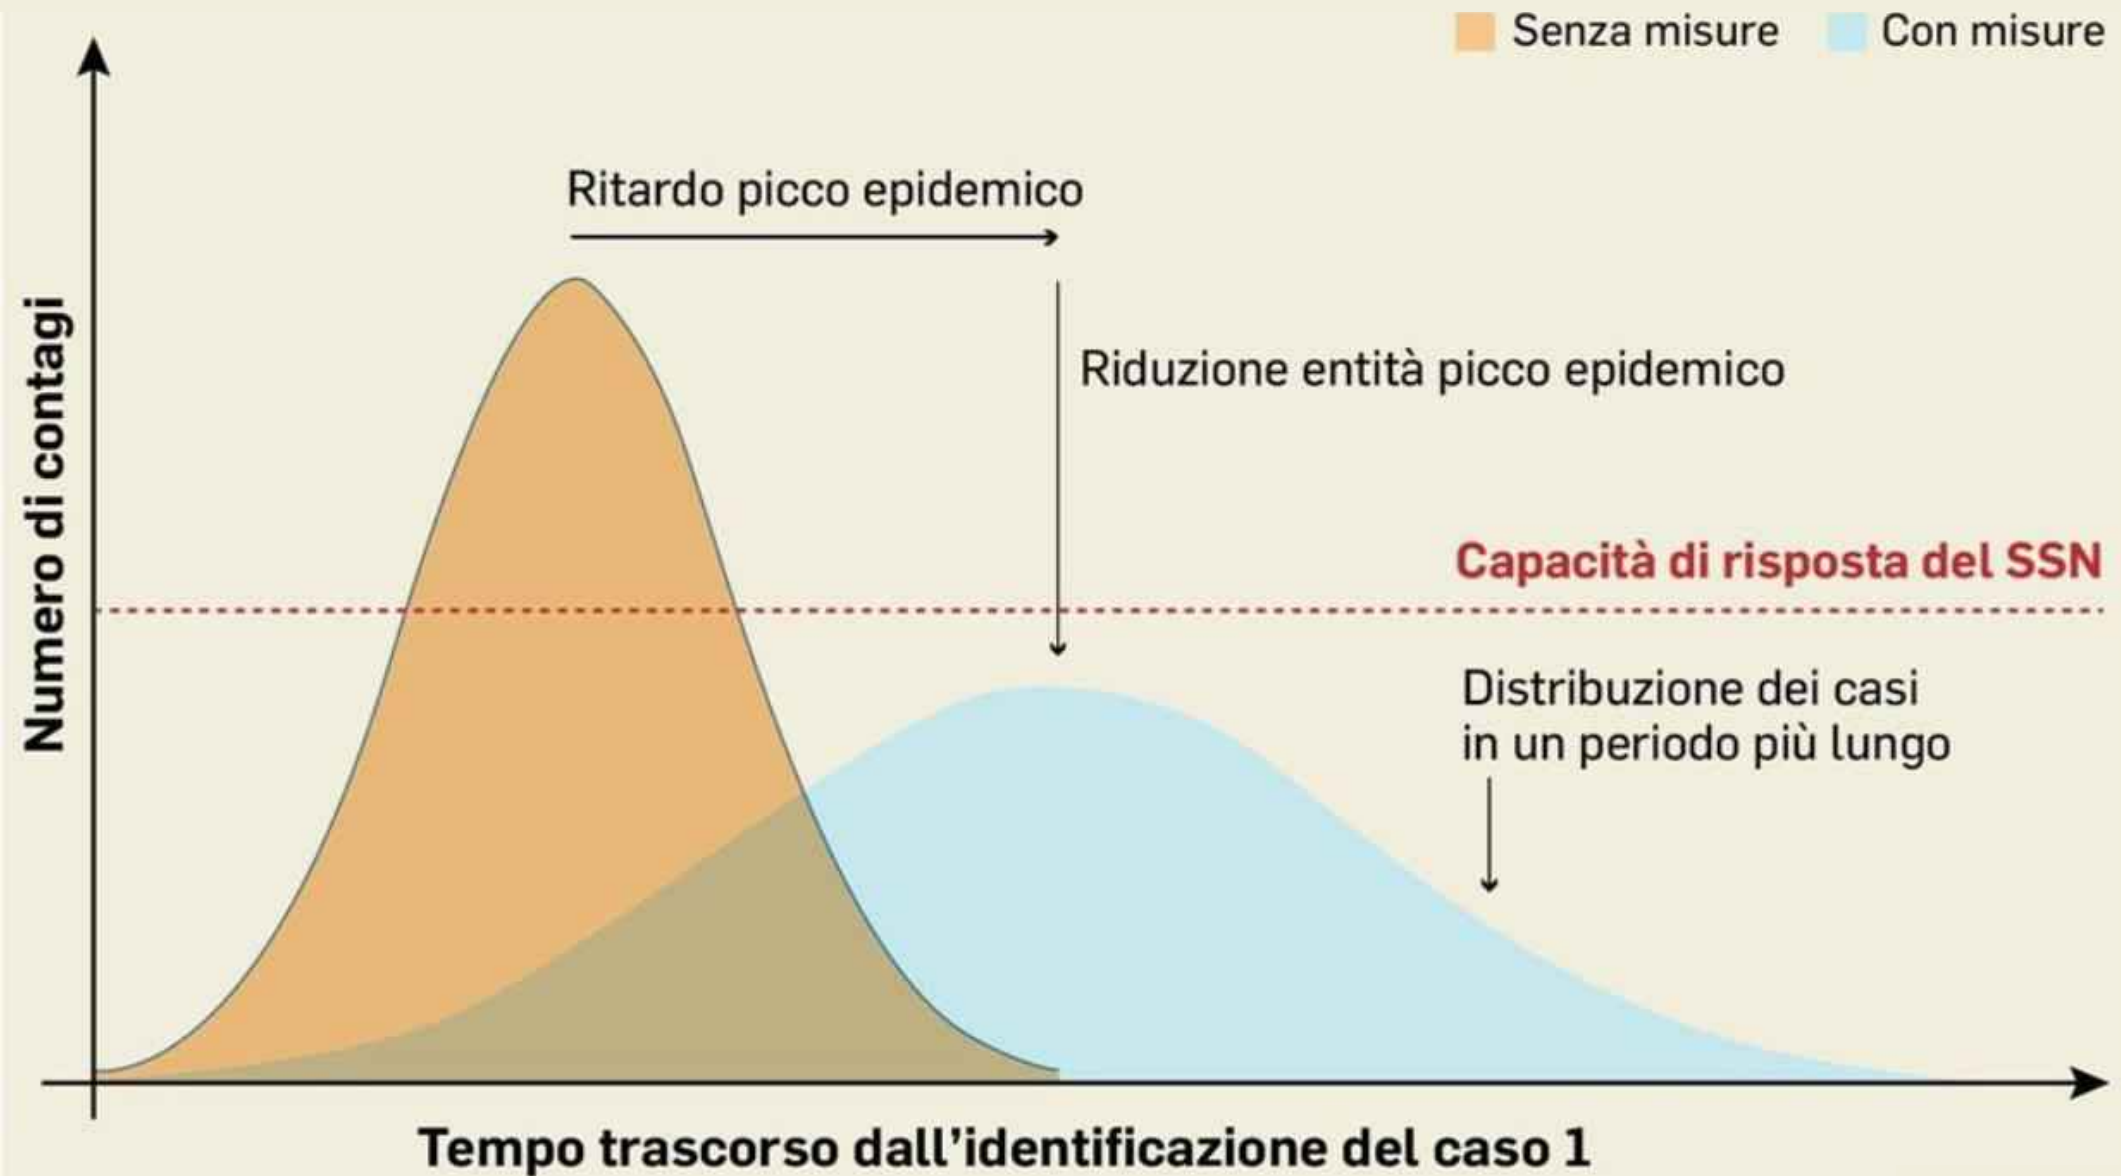 Senza misure
Con misure
Ritardo picco epidemico
Riduzione entità picco epidemico
Numero di contagi
Capacità di risposta del SSN
Distribuzione dei casi
in un periodo più lungo
Tempo trascorso dall'identificazione del caso 1